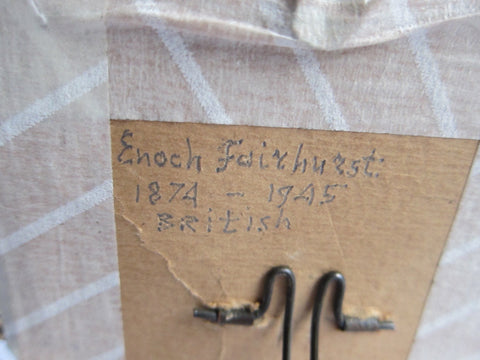 Enoch Fairhurst.
1874 - 1945
British